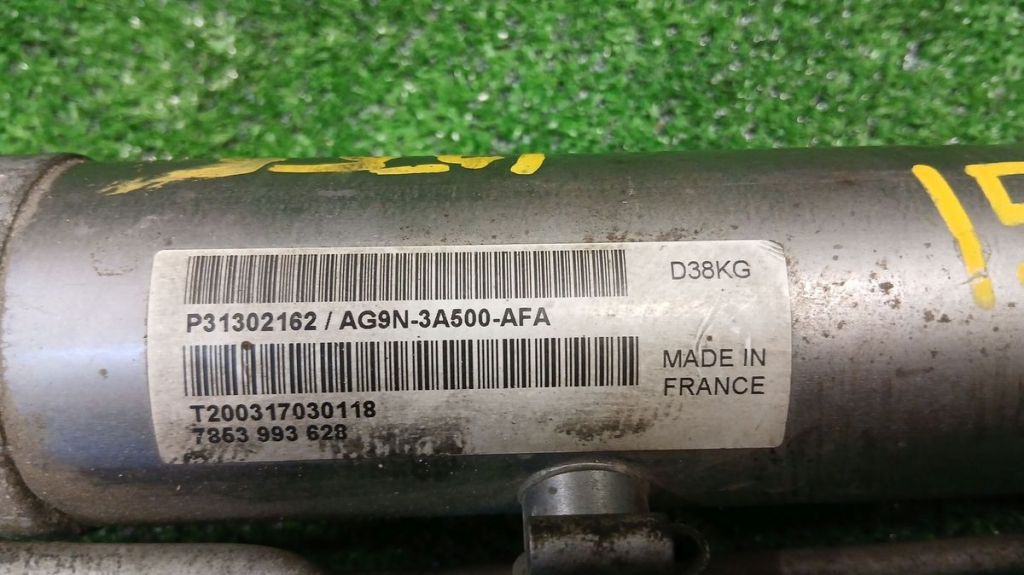 D38KG
P31302162 / AG9N-3A500-AFA
MADE IN
FRANCE
T200317030118
7853 993 628